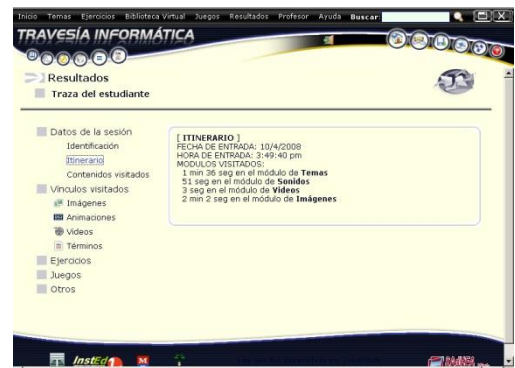 Inicio Temas Ejercicios Biblioteca Virtual Juegos Resultados Profesor Ayuda Buscar
TRAVESÍA INFORMÁTICA
Resultados
Traza del estudiante
Datos de la sesión
Identificación
Itinerario
Contenidos visitados
Vínculos visitados
Imágenes
Animaciones
Videos
Términos
Ejercicios
Juegos
Otros
[ ITINERARIO ]
FECHA DE ENTRADA: 10/4/2008
HORA DE ENTRADA: 3:49:40 pm
MODULOS VISITADOS:
1 min 36 seg en el módulo de Temas
51 seg en el módulo de Sonidos
3 seg en el módulo de Videos
2 min 2 seg en el módulo de Imágenes
InstEd